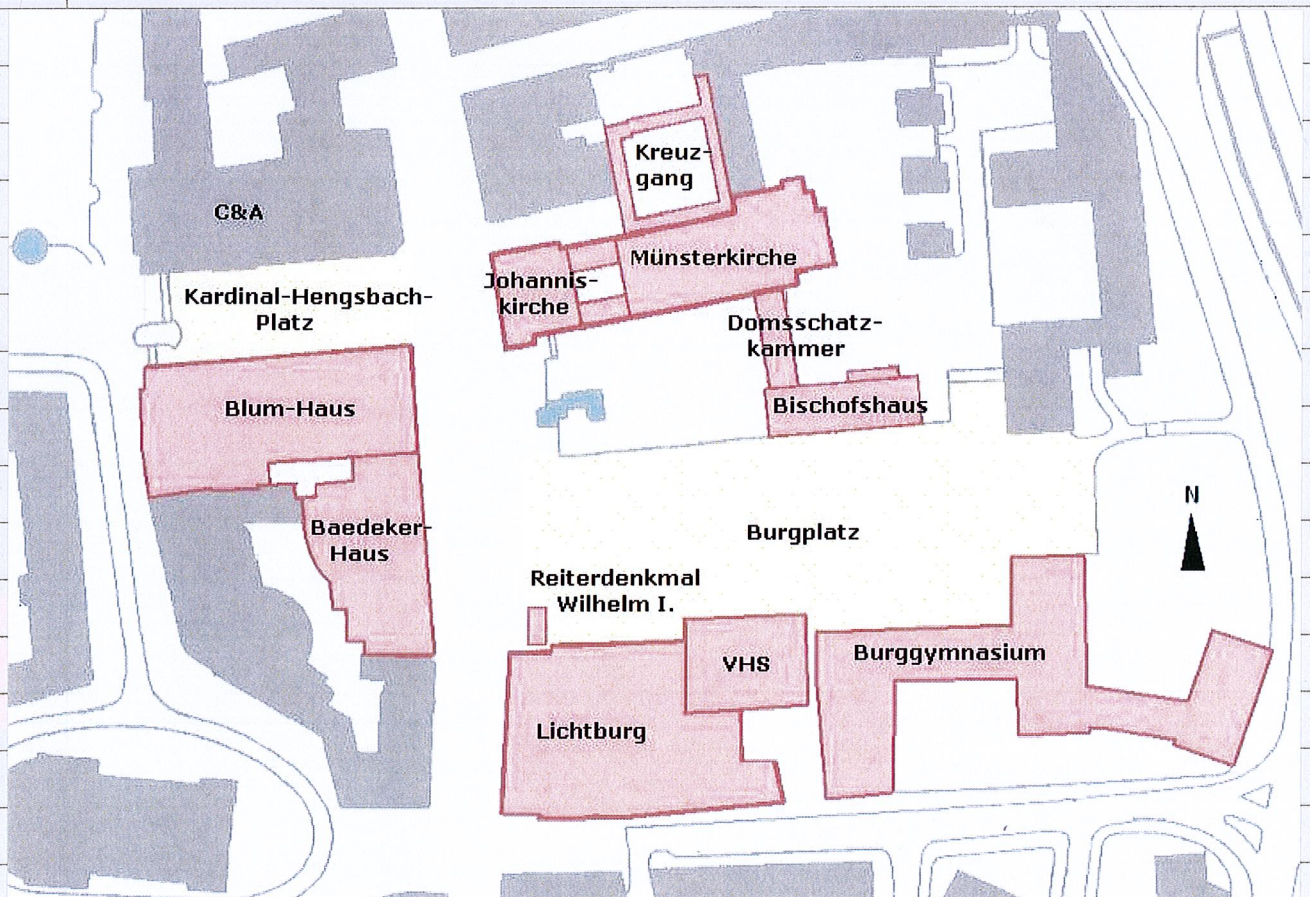 Kreuz-
gang
C&A
Münsterkirche
Johannis-
kirche
Kardinal-Hengsbach-
Platz
Domsschatz-
kammer
Blum-Haus
Bischofshaus
N
Baedeker-
Haus
Burgplatz
Reiterdenkmal
Wilhelm I.
Burggymnasium
VHS
Lichtburg